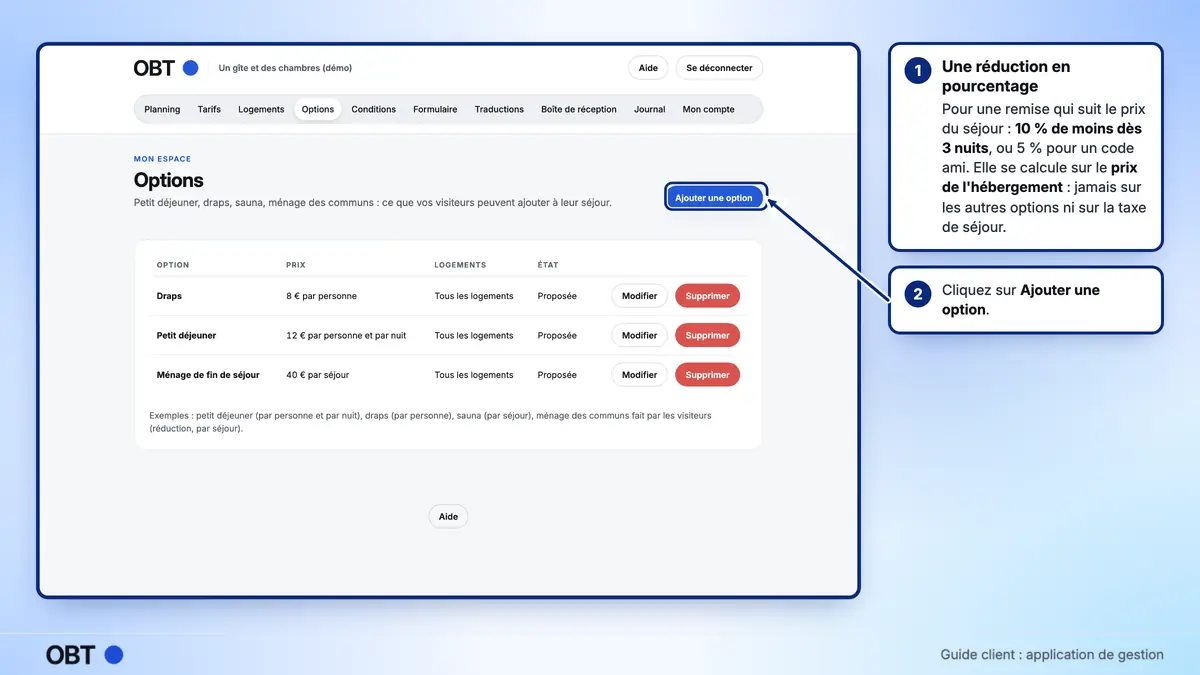 OBT
Un gîte et des chambres (démo)
Aide
Se déconnecter
Planning
Tarifs
Logements
Options
Conditions
Formulaire
Traductions
Boîte de réception
Journal
Mon compte
MON ESPACE
Options
Petit déjeuner, draps, sauna, ménage des communs : ce que vos visiteurs peuvent ajouter à leur séjour.
Ajouter une option
OPTION PRIX LOGEMENTS ÉTAT
Draps 8 € par personne Tous les logements Proposée Modifier Supprimer
Petit déjeuner 12 € par personne et par nuit Tous les logements Proposée Modifier Supprimer
Ménage de fin de séjour 40 € par séjour Tous les logements Proposée Modifier Supprimer
Exemples : petit déjeuner (par personne et par nuit), draps (par personne), sauna (par séjour), ménage des communs fait par les visiteurs
(réduction, par séjour).
Aide
1
Une réduction en
pourcentage
Pour une remise qui suit le prix
du séjour : 10 % de moins dès
3 nuits, ou 5 % pour un code
ami. Elle se calcule sur le prix
de l'hébergement : jamais sur
les autres options ni sur la taxe
de séjour.
2
Cliquez sur Ajouter une
option.
OBT
Guide client : application de gestion